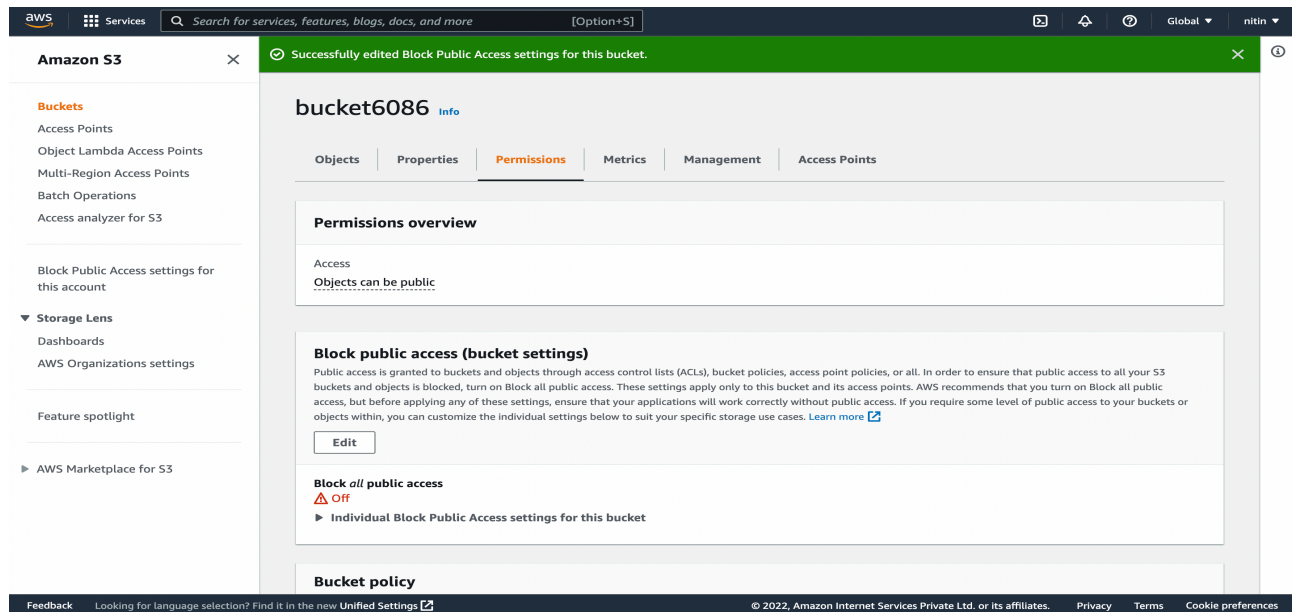 aws
Services
Search for services, features, blogs, docs, and more [Option+S]
Global ▼
nitin ▼
Amazon S3
Buckets
Access Points
Object Lambda Access Points
Multi-Region Access Points
Batch Operations
Access analyzer for S3
Block Public Access settings for
this account
Storage Lens
Dashboards
AWS Organizations settings
Feature spotlight
AWS Marketplace for S3
Successfully edited Block Public Access settings for this bucket.
bucket6086 Info
Objects Properties Permissions Metrics Management Access Points
Permissions overview
Access
Objects can be public
Block public access (bucket settings)
Public access is granted to buckets and objects through access control lists (ACLs), bucket policies, access point policies, or all. In order to ensure that public access to all your S3
buckets and objects is blocked, turn on Block all public access. These settings apply only to this bucket and its access points. AWS recommends that you turn on Block all public
access, but before applying any of these settings, ensure that your applications will work correctly without public access. If you require some level of public access to your buckets or
objects within, you can customize the individual settings below to suit your specific storage use cases. Learn more
Edit
Block all public access
Off
Individual Block Public Access settings for this bucket
Bucket policy
Feedback Looking for language selection? Find it in the new Unified Settings © 2022, Amazon Internet Services Private Ltd. or its affiliates. Privacy Terms Cookie preferences